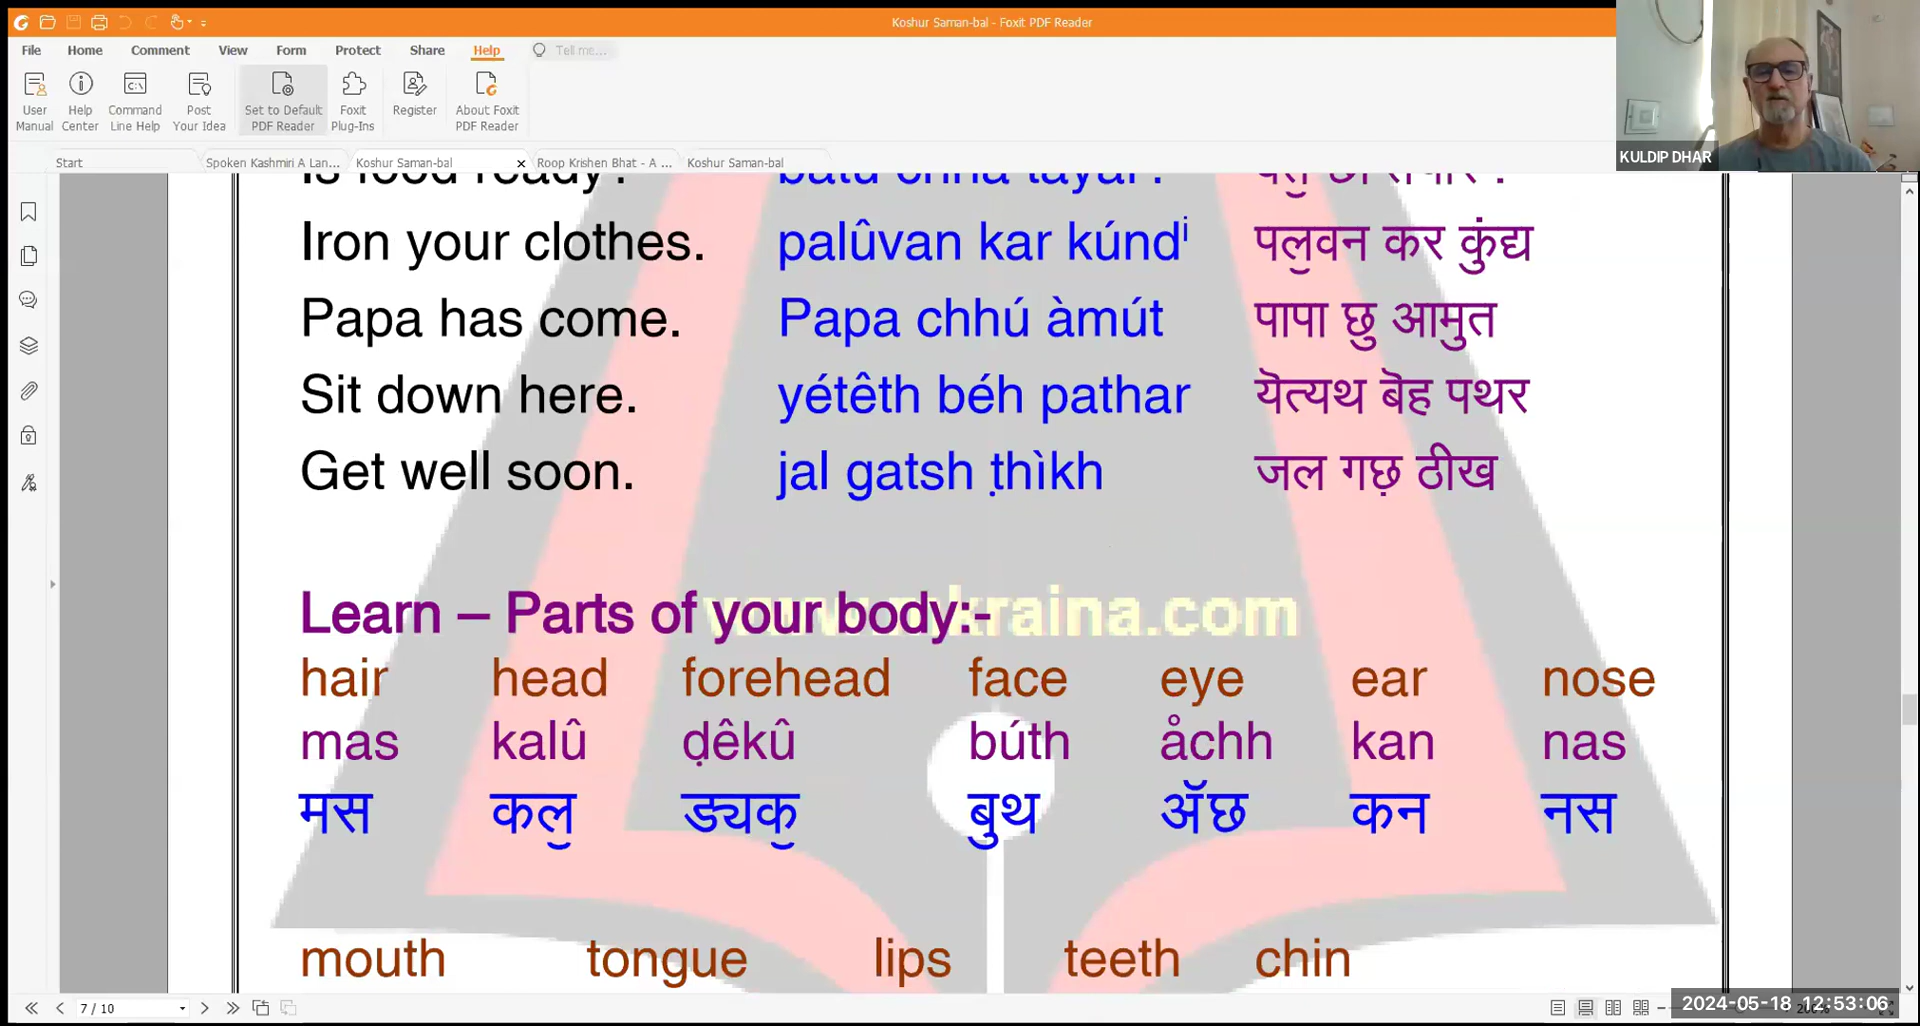 Koshur Saman-bal - Foxit PDF Reader
File Home Comment View Form Protect Share Help Tell me...
User Manual Help Center Command Line Help Post Your Idea Set to Default PDF Reader Foxit Plug-Ins Register About Foxit PDF Reader
KULDIP DHAR
Start Spoken Kashmiri A Lan... Koshur Saman-bal Roop Krishen Bhat - A ... Koshur Saman-bal
Is food ready?
Iron your clothes. palûvan kar kúndⁱ पलॖवन कर कुंद्य
Papa has come. Papa chhú àmút पापा छु आमुत
Sit down here. yétêth béh pathar यॆत्यथ बॆह पथर
Get well soon. jal gatsh ṭhìkh जल गछ़ ठीख
Learn – Parts of your body:-
www.mkraina.com
hair head forehead face eye ear nose
mas kalû ḍêkû búth åchh kan nas
मस कलॖ ड्यकॖ बुथ अ‍ॅछ कन नस
mouth tongue lips teeth chin
7 / 10
2024-05-18 12:53:06